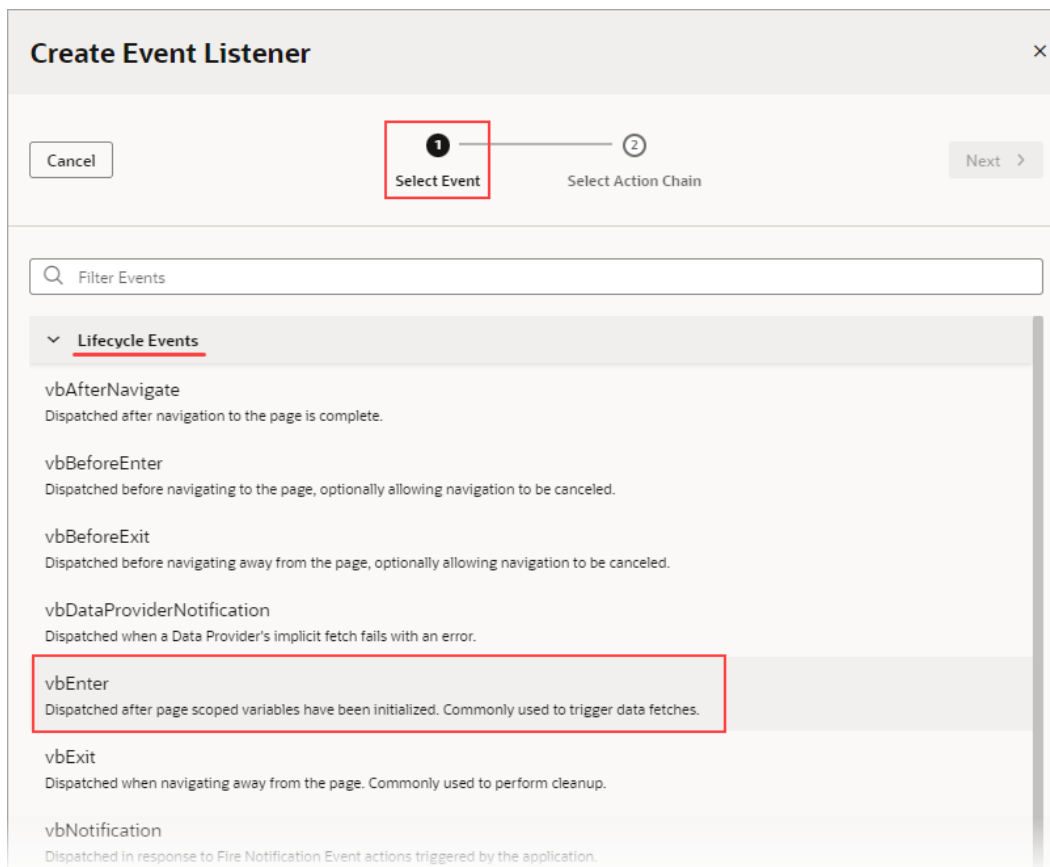 Create Event Listener
×
Cancel
1
2
Next >
Select Event
Select Action Chain
Filter Events
Lifecycle Events
vbAfterNavigate
Dispatched after navigation to the page is complete.
vbBeforeEnter
Dispatched before navigating to the page, optionally allowing navigation to be canceled.
vbBeforeExit
Dispatched before navigating away from the page, optionally allowing navigation to be canceled.
vbDataProviderNotification
Dispatched when a Data Provider's implicit fetch fails with an error.
vbEnter
Dispatched after page scoped variables have been initialized. Commonly used to trigger data fetches.
vbExit
Dispatched when navigating away from the page. Commonly used to perform cleanup.
vbNotification
Dispatched in response to Fire Notification Event actions triggered by the application.